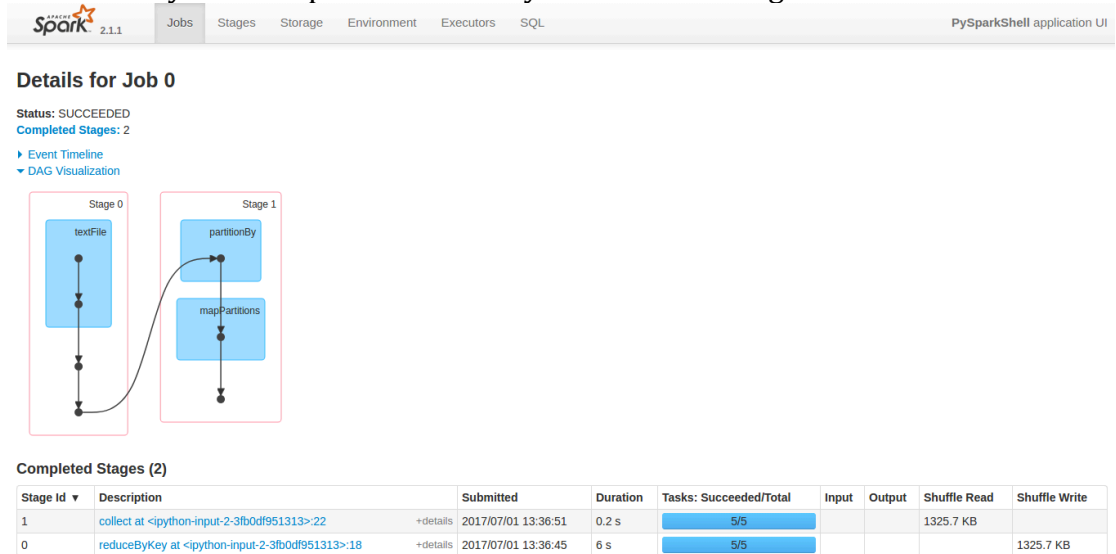 APACHE
Spark 2.1.1 Jobs Stages Storage Environment Executors SQL PySparkShell application UI
Details for Job 0
Status: SUCCEEDED
Completed Stages: 2
Event Timeline
DAG Visualization
Stage 0 Stage 1
textFile partitionBy
mapPartitions
Completed Stages (2)
Stage Id ▼ Description Submitted Duration Tasks: Succeeded/Total Input Output Shuffle Read Shuffle Write
1 collect at <ipython-input-2-3fb0df951313>:22 +details 2017/07/01 13:36:51 0.2 s 5/5 1325.7 KB
0 reduceByKey at <ipython-input-2-3fb0df951313>:18 +details 2017/07/01 13:36:45 6 s 5/5 1325.7 KB